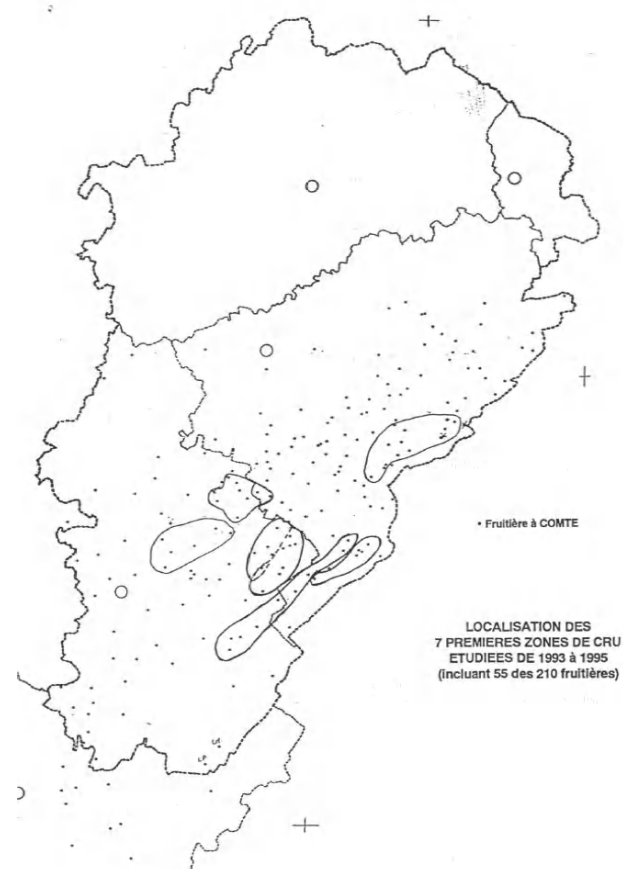 • Fruitière à COMTE
LOCALISATION DES
7 PREMIERES ZONES DE CRU
ETUDIEES DE 1993 à 1995
(incluant 55 des 210 fruitières)